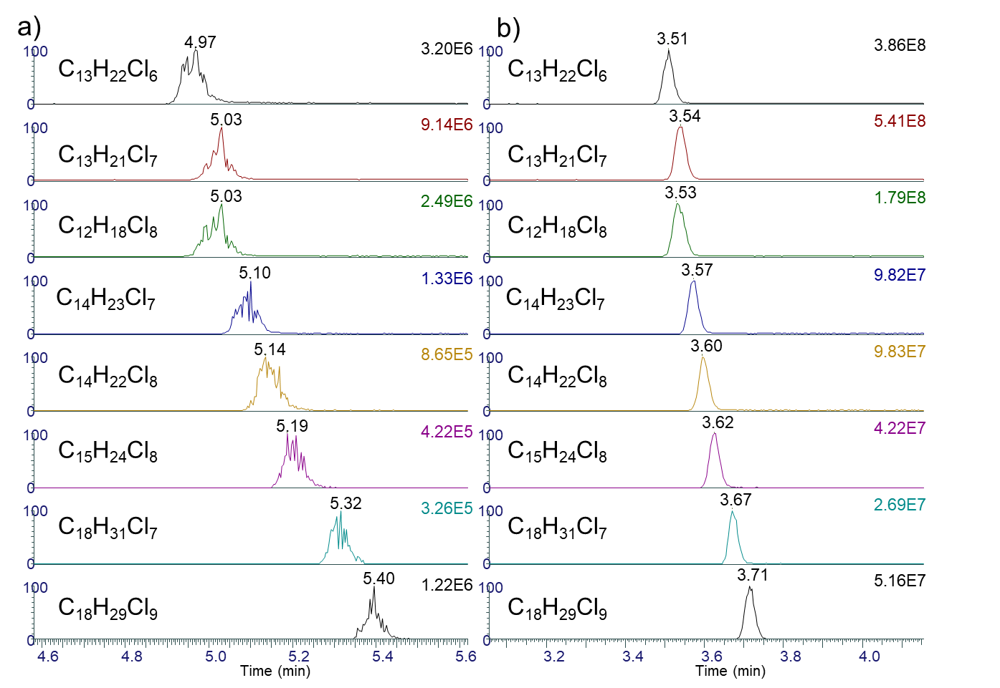 a)
4.97
3.20E6
100
C13H22Cl6
0
5.03
9.14E6
100
C13H21Cl7
0
5.03
2.49E6
100
C12H18Cl8
0
5.10
1.33E6
100
C14H23Cl7
0
5.14
8.65E5
100
C14H22Cl8
0
5.19
4.22E5
100
C15H24Cl8
0
5.32
3.26E5
100
C18H31Cl7
0
5.40
1.22E6
100
C18H29Cl9
0
4.6 4.8 5.0 5.2 5.4 5.6
Time (min)
b)
3.51
3.86E8
100
C13H22Cl6
0
3.54
5.41E8
100
C13H21Cl7
0
3.53
1.79E8
100
C12H18Cl8
0
3.57
9.82E7
100
C14H23Cl7
0
3.60
9.83E7
100
C14H22Cl8
0
3.62
4.22E7
100
C15H24Cl8
0
3.67
2.69E7
100
C18H31Cl7
0
3.71
5.16E7
100
C18H29Cl9
0
3.2 3.4 3.6 3.8 4.0
Time (min)